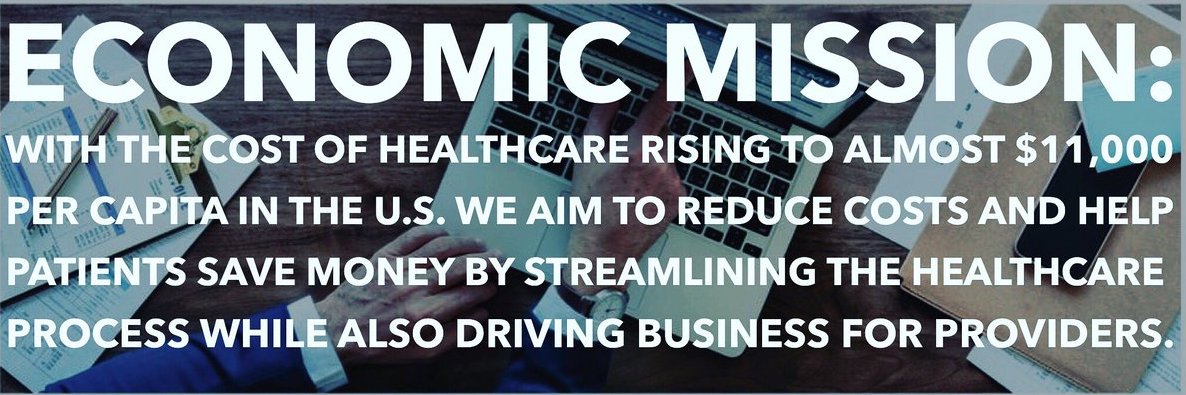 ECONOMIC MISSION:
WITH THE COST OF HEALTHCARE RISING TO ALMOST $11,000
PER CAPITA IN THE U.S. WE AIM TO REDUCE COSTS AND HELP
PATIENTS SAVE MONEY BY STREAMLINING THE HEALTHCARE
PROCESS WHILE ALSO DRIVING BUSINESS FOR PROVIDERS.